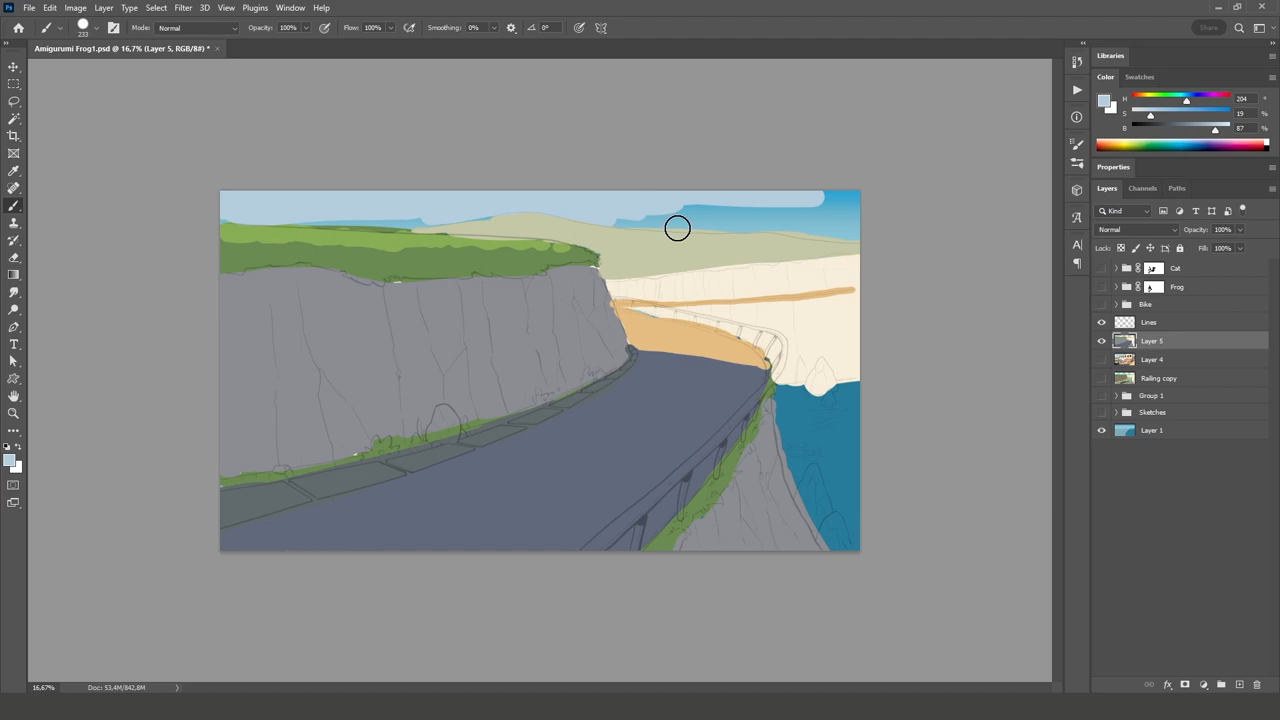 Ps File Edit Image Layer Type Select Filter 3D View Plugins Window Help
233 Mode: Normal Opacity: 100% Flow: 100% Smoothing: 0% 0° Share
Amigurumi Frog1.psd @ 16,7% (Layer 5, RGB/8#) * ×
Libraries
Color Swatches
H 204 °
S 19 %
B 87 %
Properties
Layers Channels Paths
Kind
Normal Opacity: 100%
Lock: Fill: 100%
Cat
Frog
Bike
Lines
Layer 5
Layer 4
Railing copy
Group 1
Sketches
Layer 1
16,67% Doc: 53,4M/842,8M